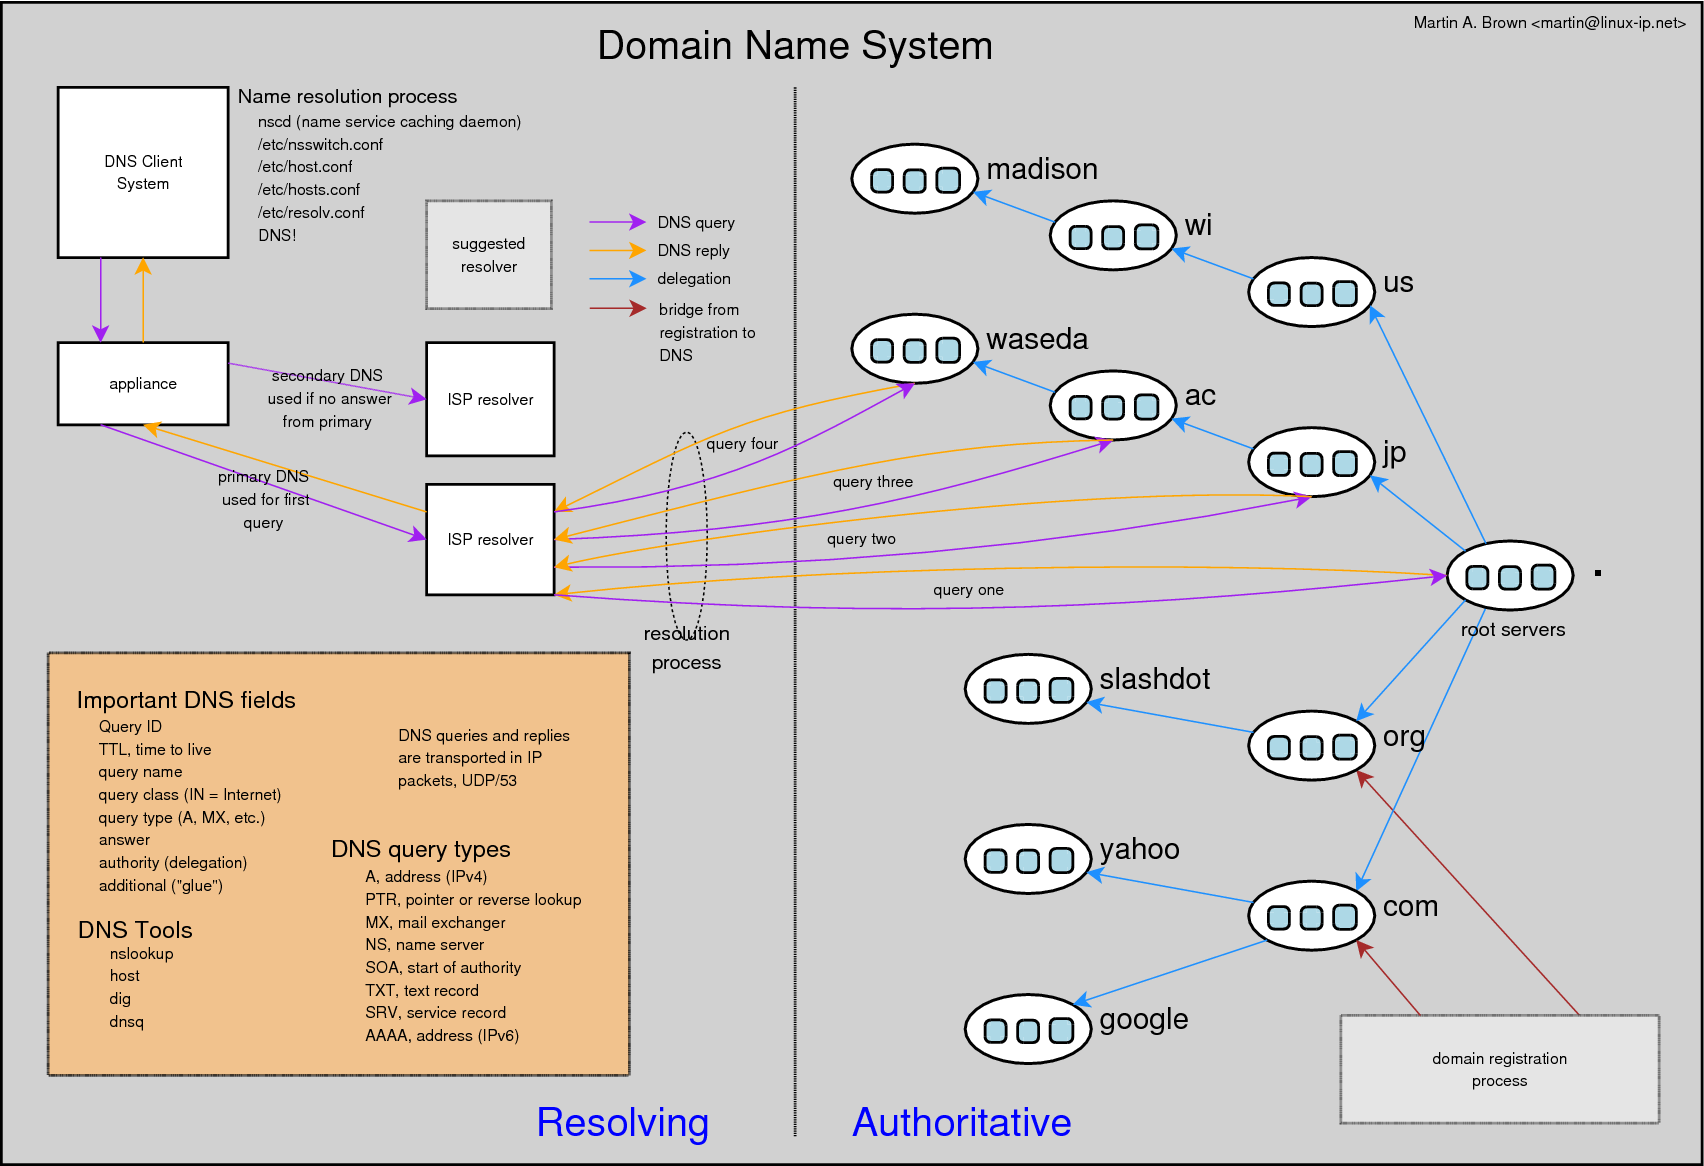 Martin A. Brown <martin@linux-ip.net>
Domain Name System
DNS Client
System
Name resolution process
nscd (name service caching daemon)
/etc/nsswitch.conf
/etc/host.conf
/etc/hosts.conf
/etc/resolv.conf
DNS!
suggested
resolver
DNS query
DNS reply
delegation
bridge from
registration to
DNS
appliance
secondary DNS
used if no answer
from primary
ISP resolver
primary DNS
used for first
query
ISP resolver
query four
query three
query two
query one
resolution
process
madison
wi
us
waseda
ac
jp
.
root servers
slashdot
org
yahoo
com
google
domain registration
process
Important DNS fields
Query ID
TTL, time to live
query name
query class (IN = Internet)
query type (A, MX, etc.)
answer
authority (delegation)
additional ("glue")
DNS Tools
nslookup
host
dig
dnsq
DNS queries and replies
are transported in IP
packets, UDP/53
DNS query types
A, address (IPv4)
PTR, pointer or reverse lookup
MX, mail exchanger
NS, name server
SOA, start of authority
TXT, text record
SRV, service record
AAAA, address (IPv6)
Resolving
Authoritative